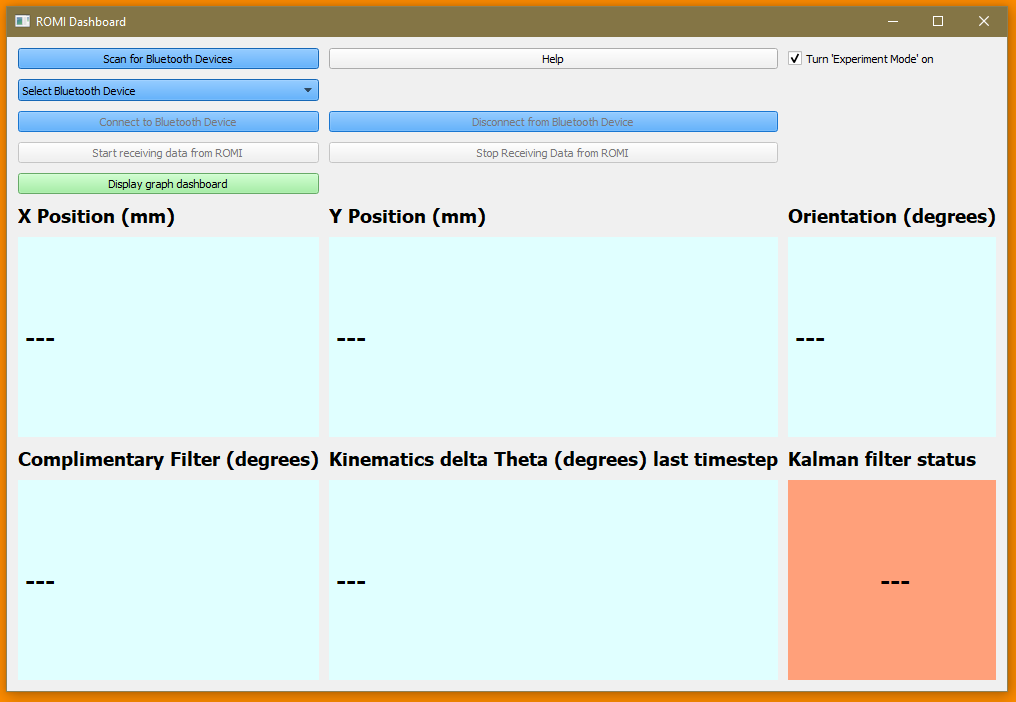 ROMI Dashboard
Scan for Bluetooth Devices
Help
Turn 'Experiment Mode' on
Select Bluetooth Device
Connect to Bluetooth Device
Disconnect from Bluetooth Device
Start receiving data from ROMI
Stop Receiving Data from ROMI
Display graph dashboard
X Position (mm)
Y Position (mm)
Orientation (degrees)
---
---
---
Complimentary Filter (degrees)
Kinematics delta Theta (degrees) last timestep
Kalman filter status
---
---
---